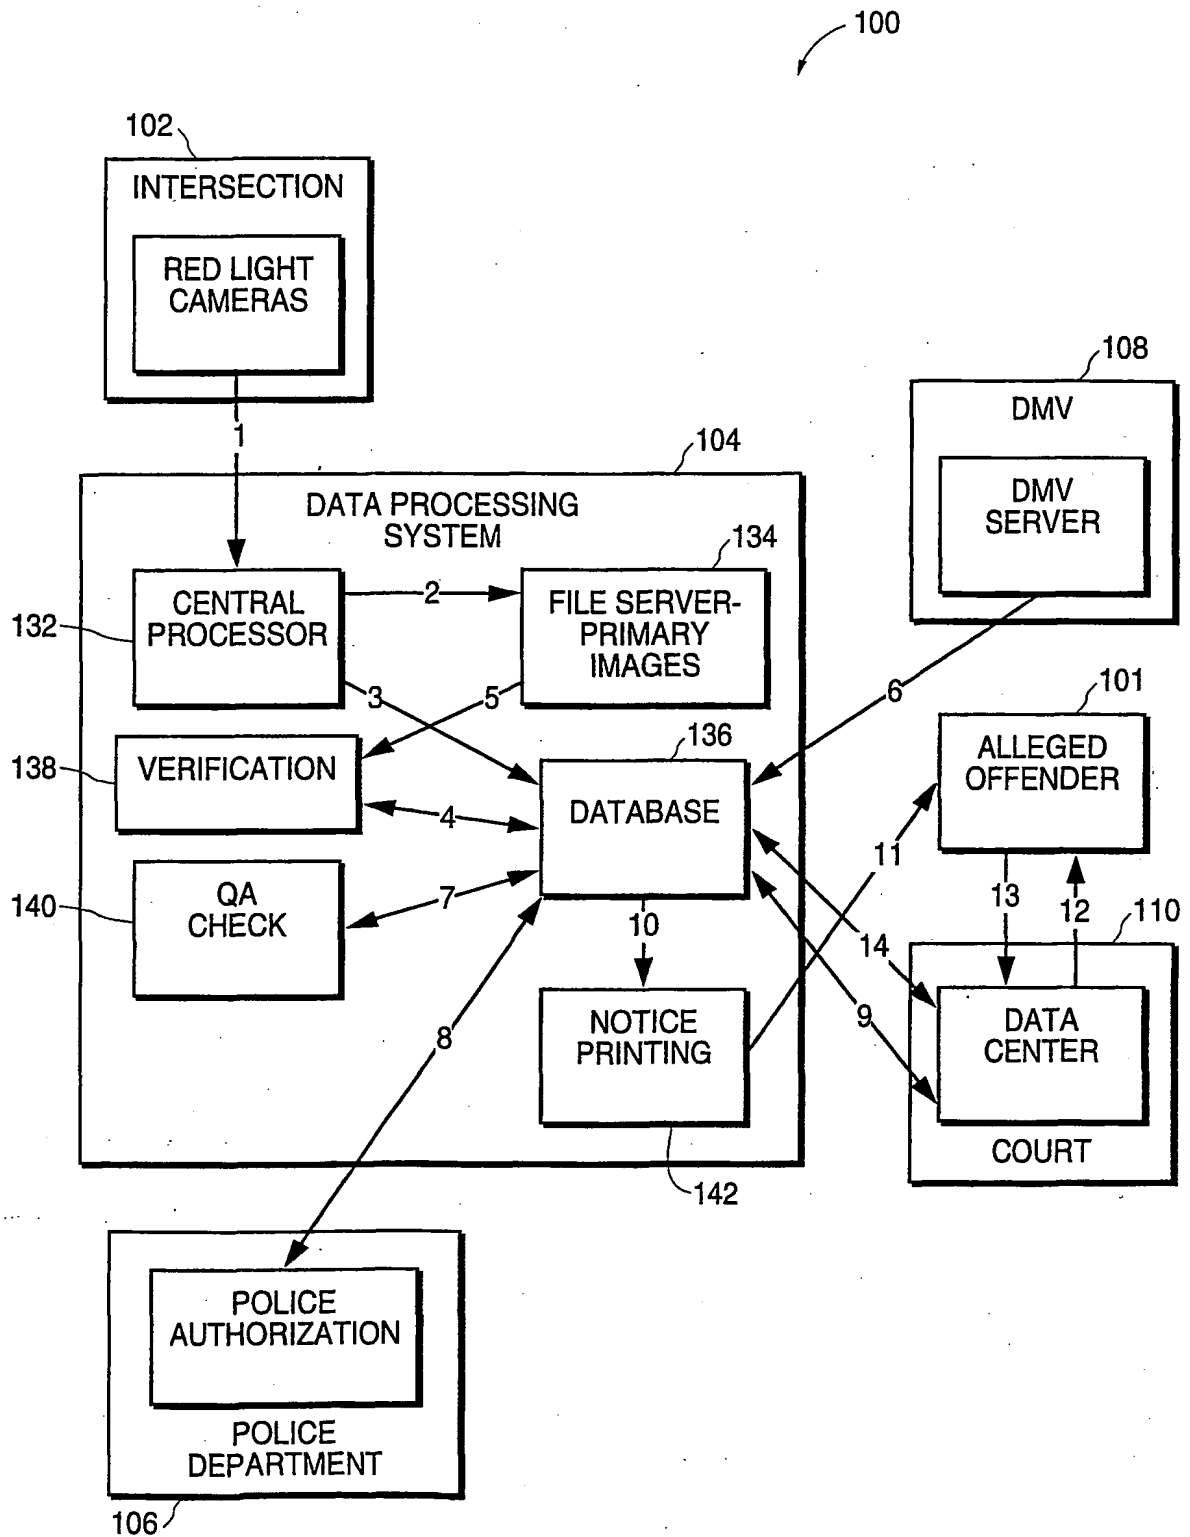 100
102
INTERSECTION
RED LIGHT
CAMERAS
1
108
DMV
DMV
SERVER
104
DATA PROCESSING
SYSTEM
134
132
CENTRAL
PROCESSOR
2
FILE SERVER-
PRIMARY
IMAGES
3
5
6
101
ALLEGED
OFFENDER
136
138
VERIFICATION
DATABASE
4
11
140
QA
CHECK
7
10
13
12
110
14
8
9
NOTICE
PRINTING
DATA
CENTER
COURT
142
POLICE
AUTHORIZATION
POLICE
DEPARTMENT
106